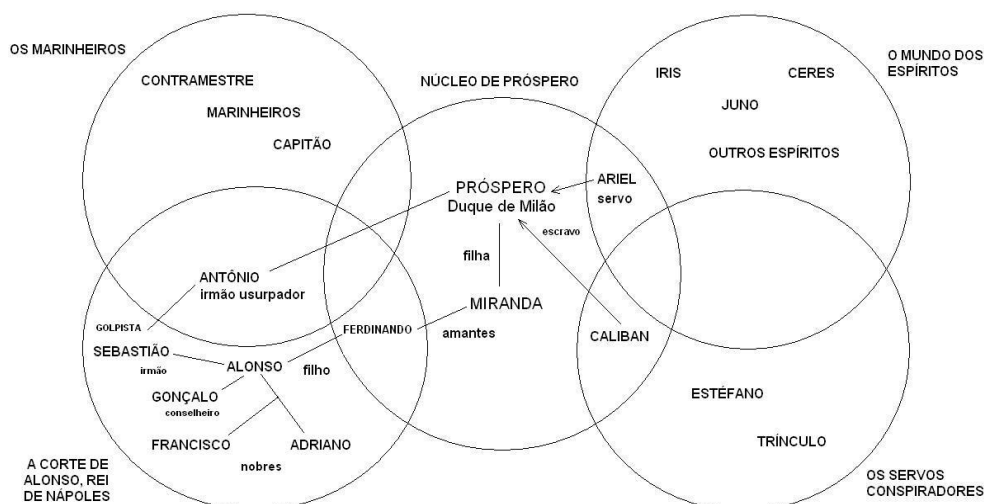 OS MARINHEIROS
CONTRAMESTRE
MARINHEIROS
CAPITÃO
NÚCLEO DE PRÓSPERO
IRIS
CERES
JUNO
OUTROS ESPÍRITOS
O MUNDO DOS
ESPÍRITOS
PRÓSPERO
Duque de Milão
ARIEL
servo
escravo
filha
MIRANDA
amantes
ANTÔNIO
irmão usurpador
GOLPISTA
SEBASTIÃO
irmão
ALONSO
filho
FERDINANDO
GONÇALO
conselheiro
FRANCISCO
ADRIANO
nobres
A CORTE DE
ALONSO, REI
DE NÁPOLES
CALIBAN
ESTÉFANO
TRÍNCULO
OS SERVOS
CONSPIRADORES